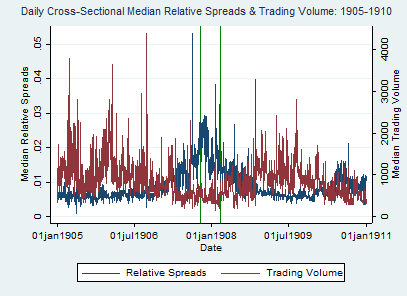 Daily Cross-Sectional Median Relative Spreads & Trading Volume: 1905-1910
Median Relative Spreads
.05
.04
.03
.02
.01
0
4000
3000
2000
1000
0
Median Trading Volume
01jan1905 01jul1906 01jan1908 01jul1909 01jan1911
Date
Relative Spreads Trading Volume